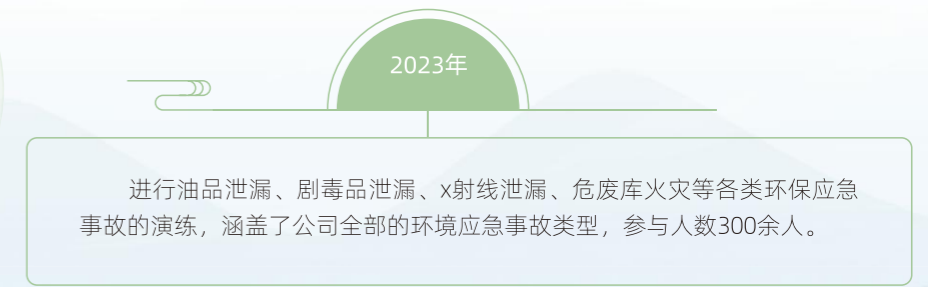 2023年
进行油品泄漏、剧毒品泄漏、x射线泄漏、危废库火灾等各类环保应急
事故的演练，涵盖了公司全部的环境应急事故类型，参与人数300余人。